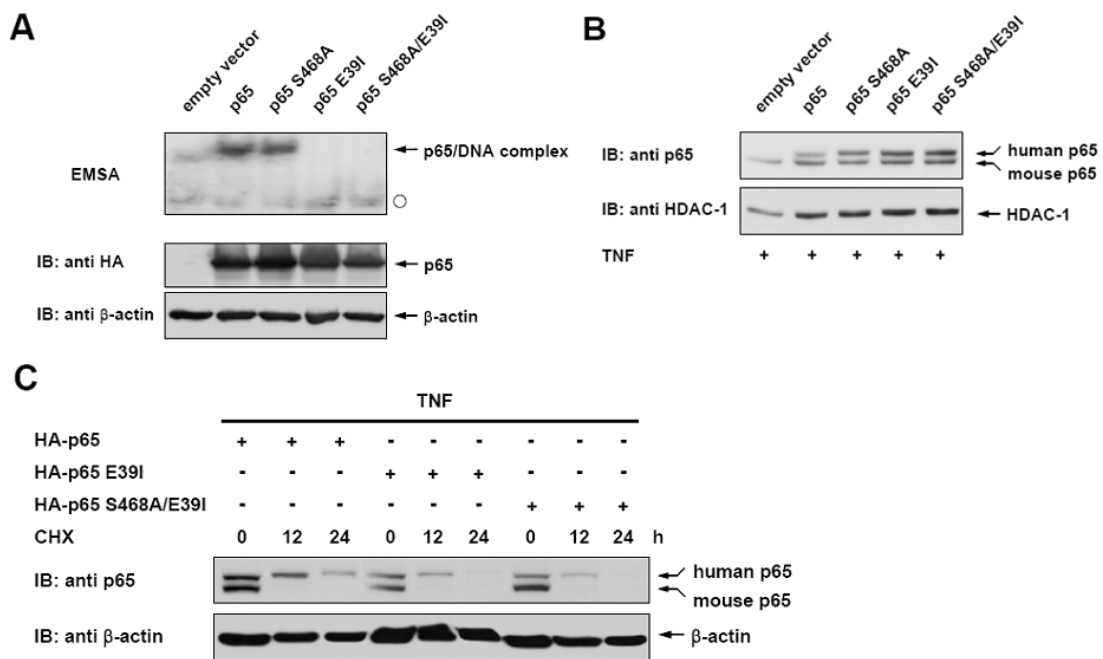 A
empty vector
p65
p65 S468A
p65 E39I
p65 S468A/E39I
EMSA
p65/DNA complex
IB: anti HA
p65
IB: anti β-actin
β-actin
B
empty vector
p65
p65 S468A
p65 E39I
p65 S468A/E39I
IB: anti p65
human p65
mouse p65
IB: anti HDAC-1
HDAC-1
TNF + + + + +
C
TNF
HA-p65 + + + - - - - - -
HA-p65 E39I - - - + + + - - -
HA-p65 S468A/E39I - - - - - - + + +
CHX 0 12 24 0 12 24 0 12 24 h
IB: anti p65
human p65
mouse p65
IB: anti β-actin
β-actin